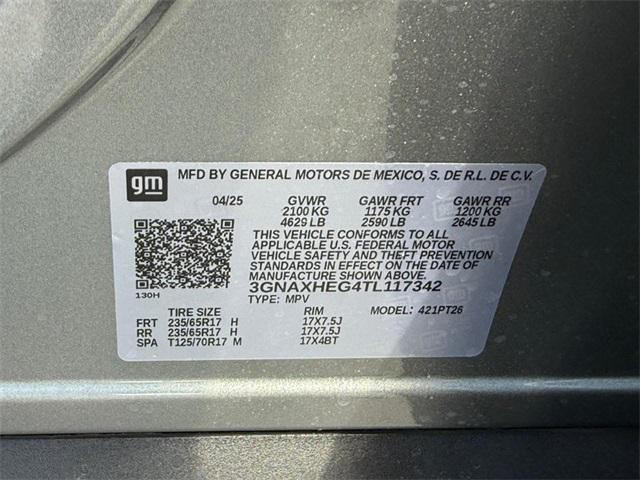 gm
MFD BY GENERAL MOTORS DE MEXICO, S. DE R.L. DE C.V.
04/25 GVWR GAWR FRT GAWR RR
2100 KG 1175 KG 1200 KG
4629 LB 2590 LB 2645 LB
THIS VEHICLE CONFORMS TO ALL
APPLICABLE U.S. FEDERAL MOTOR
VEHICLE SAFETY AND THEFT PREVENTION
STANDARDS IN EFFECT ON THE DATE OF
MANUFACTURE SHOWN ABOVE.
3GNAXHEG4TL117342
130H
TYPE: MPV MODEL: 421PT26
TIRE SIZE RIM
FRT 235/65R17 H 17X7.5J
RR 235/65R17 H 17X7.5J
SPA T125/70R17 M 17X4BT